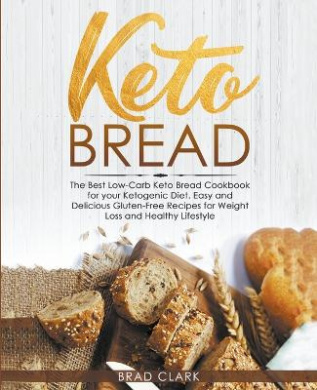 Keto
BREAD
The Best Low-Carb Keto Bread Cookbook
for your Ketogenic Diet. Easy and
Delicious Gluten-Free Recipes for Weight
Loss and Healthy Lifestyle
BRAD CLARK